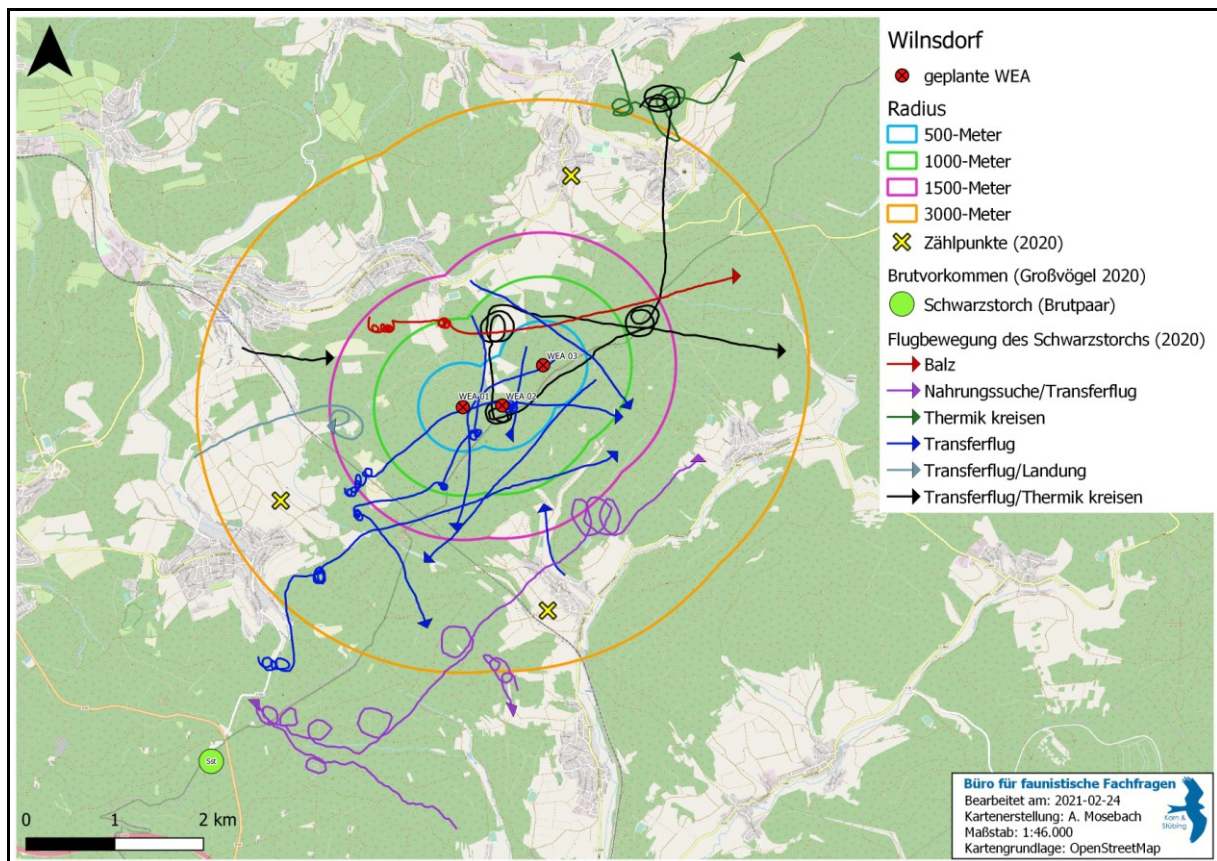 Wilnsdorf
geplante WEA
Radius
500-Meter
1000-Meter
1500-Meter
3000-Meter
Zählpunkte (2020)
Brutvorkommen (Großvögel 2020)
Schwarzstorch (Brutpaar)
Flugbewegung des Schwarzstorchs (2020)
Balz
Nahrungssuche/Transferflug
Thermik kreisen
Transferflug
Transferflug/Landung
Transferflug/Thermik kreisen
WEA 03
WEA 01
WEA 02
Sst
0 1 2 km
Büro für faunistische Fachfragen
Bearbeitet am: 2021-02-24
Kartenerstellung: A. Mosebach
Maßstab: 1:46.000
Kartengrundlage: OpenStreetMap
Korn &
Stübing